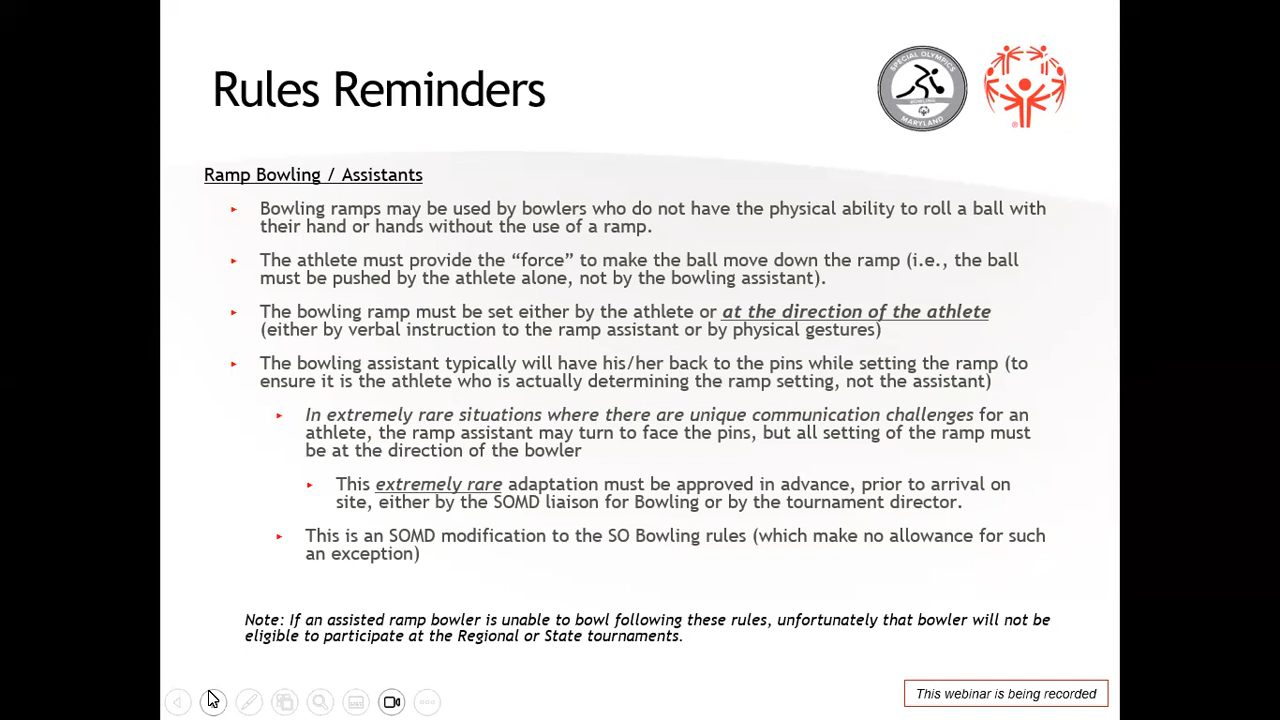 Rules Reminders
SPECIAL OLYMPICS
BOWLING
MARYLAND
Ramp Bowling / Assistants
Bowling ramps may be used by bowlers who do not have the physical ability to roll a ball with
their hand or hands without the use of a ramp.
The athlete must provide the “force” to make the ball move down the ramp (i.e., the ball
must be pushed by the athlete alone, not by the bowling assistant).
The bowling ramp must be set either by the athlete or at the direction of the athlete
(either by verbal instruction to the ramp assistant or by physical gestures)
The bowling assistant typically will have his/her back to the pins while setting the ramp (to
ensure it is the athlete who is actually determining the ramp setting, not the assistant)
In extremely rare situations where there are unique communication challenges for an
athlete, the ramp assistant may turn to face the pins, but all setting of the ramp must
be at the direction of the bowler
This extremely rare adaptation must be approved in advance, prior to arrival on
site, either by the SOMD liaison for Bowling or by the tournament director.
This is an SOMD modification to the SO Bowling rules (which make no allowance for such
an exception)
Note: If an assisted ramp bowler is unable to bowl following these rules, unfortunately that bowler will not be
eligible to participate at the Regional or State tournaments.
This webinar is being recorded